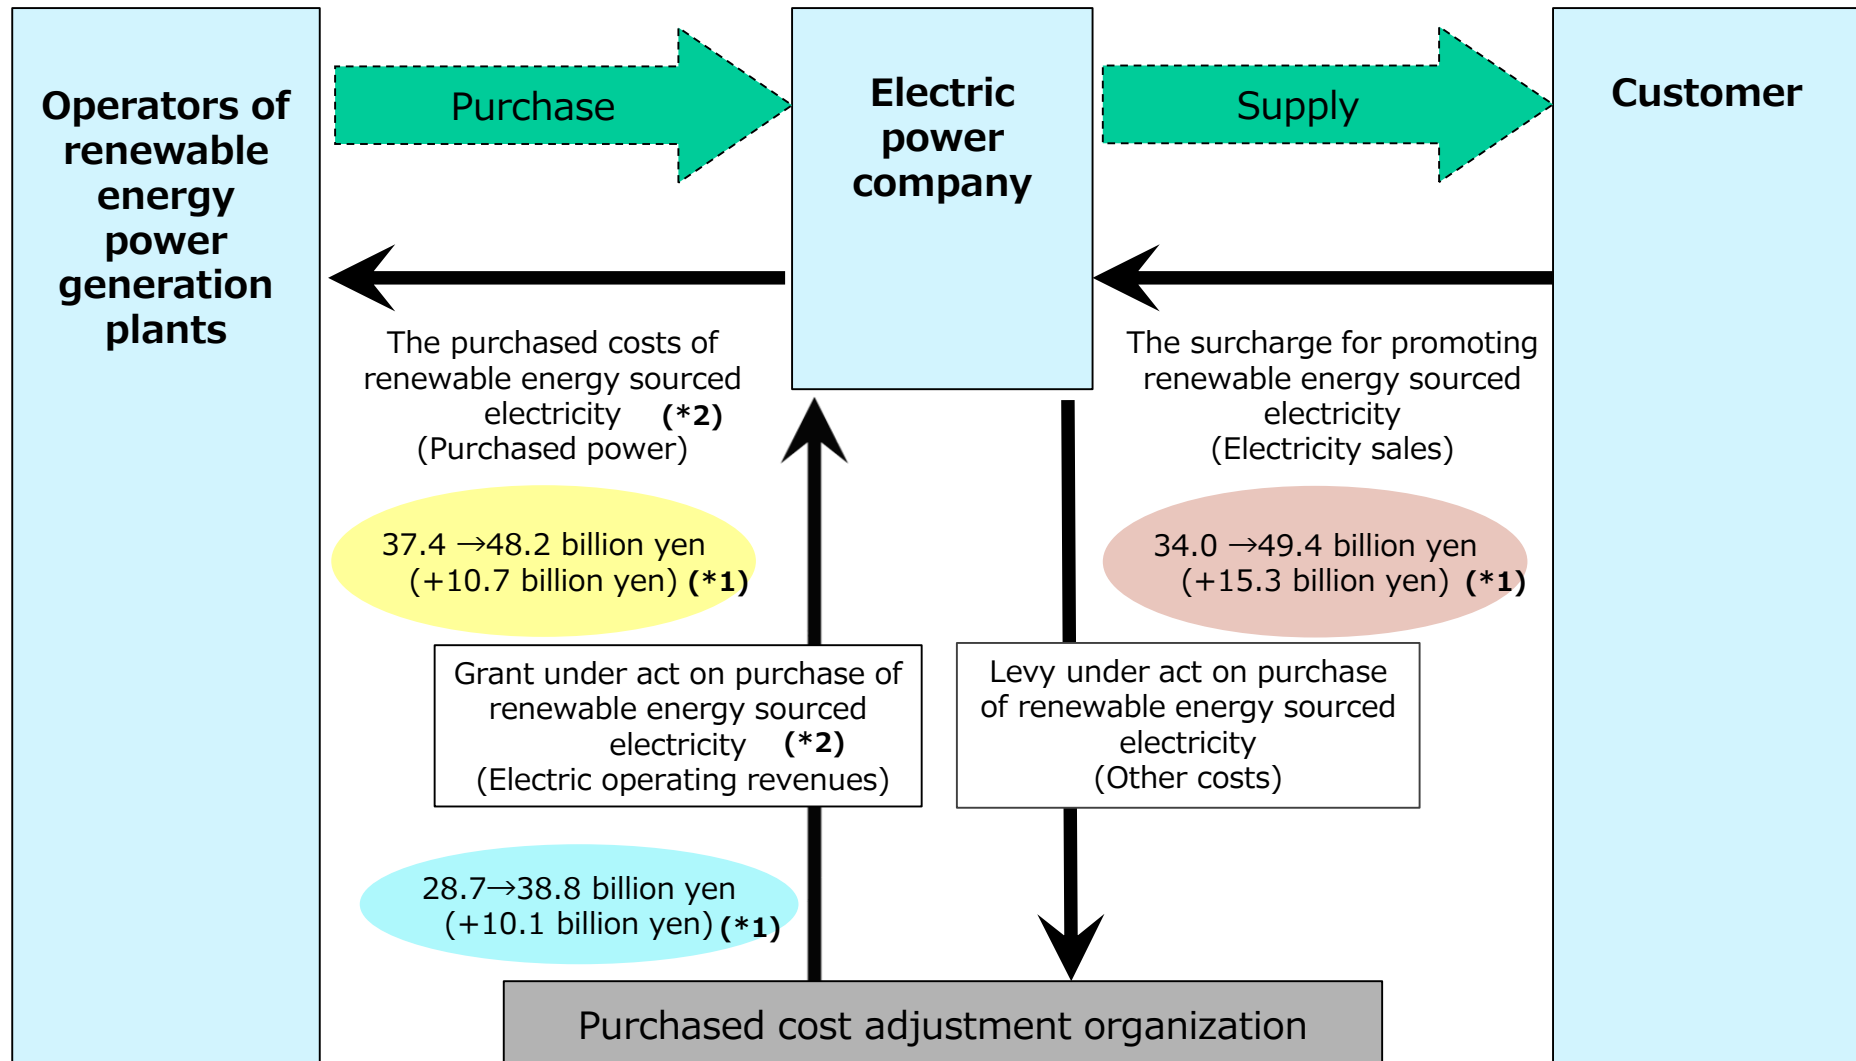 Operators of
renewable
energy
power
generation
plants
Purchase
Electric
power
company
Supply
Customer
The purchased costs of
renewable energy sourced
electricity (*2)
(Purchased power)
37.4 →48.2 billion yen
(+10.7 billion yen) (*1)
The surcharge for promoting
renewable energy sourced
electricity
(Electricity sales)
34.0 →49.4 billion yen
(+15.3 billion yen) (*1)
Grant under act on purchase of
renewable energy sourced
electricity (*2)
(Electric operating revenues)
28.7→38.8 billion yen
(+10.1 billion yen) (*1)
Levy under act on purchase
of renewable energy sourced
electricity
(Other costs)
Purchased cost adjustment organization